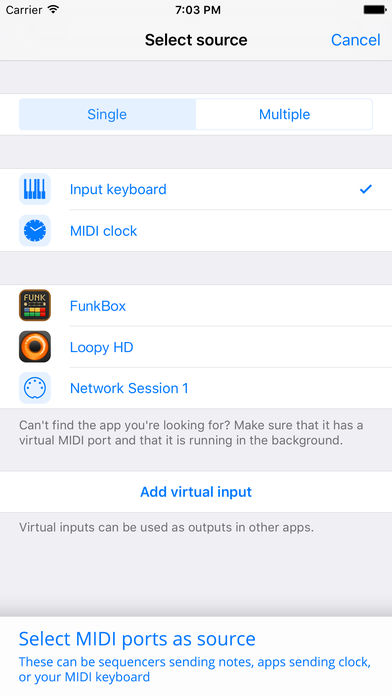 Carrier 7:03 PM
Select source Cancel
Single Multiple
Input keyboard
MIDI clock
FUNK
FunkBox
Loopy HD
Network Session 1
Can't find the app you're looking for? Make sure that it has a
virtual MIDI port and that it is running in the background.
Add virtual input
Virtual inputs can be used as outputs in other apps.
Select MIDI ports as source
These can be sequencers sending notes, apps sending clock,
or your MIDI keyboard